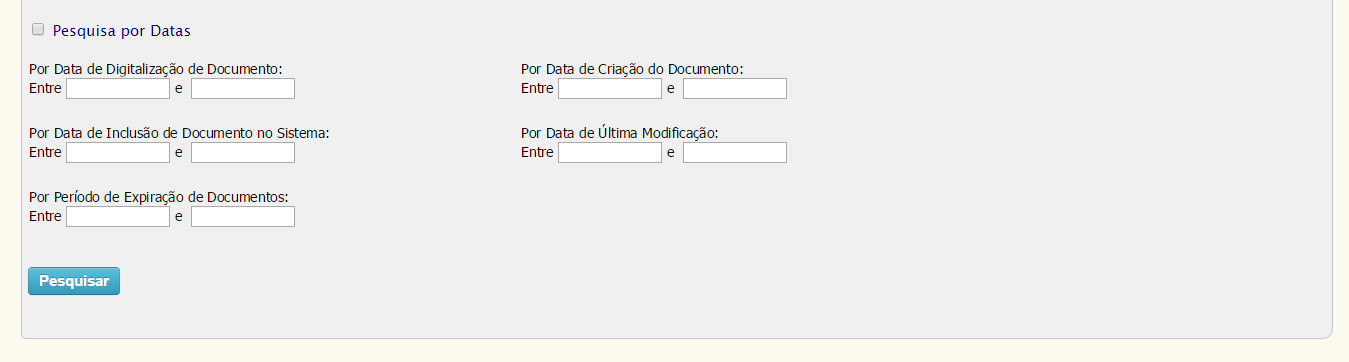 Pesquisa por Datas
Por Data de Digitalização de Documento:
Entre e
Por Data de Criação do Documento:
Entre e
Por Data de Inclusão de Documento no Sistema:
Entre e
Por Data de Última Modificação:
Entre e
Por Período de Expiração de Documentos:
Entre e
Pesquisar